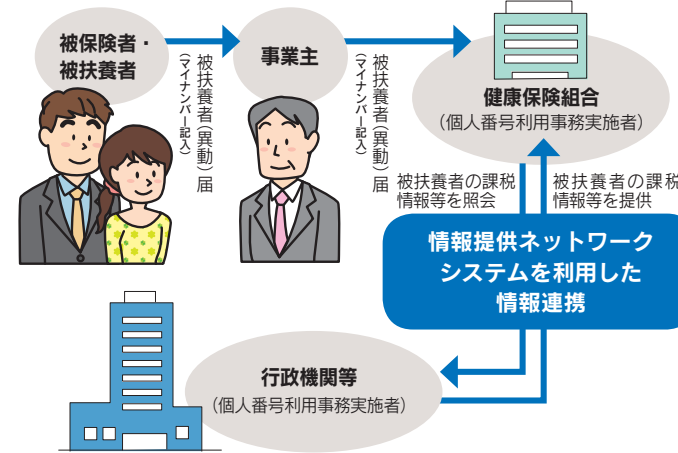 被保険者・
被扶養者
被扶養者(異動)届
(マイナンバー記入)
事業主
被扶養者(異動)届
(マイナンバー記入)
健康保険組合
(個人番号利用事務実施者)
被扶養者の課税
情報等を照会
被扶養者の課税
情報等を提供
情報提供ネットワーク
システムを利用した
情報連携
行政機関等
(個人番号利用事務実施者)